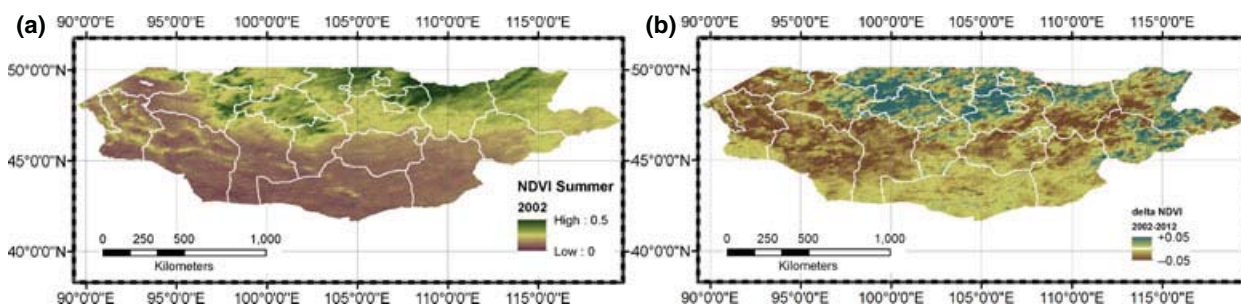 (a)
90°0'0"E 95°0'0"E 100°0'0"E 105°0'0"E 110°0'0"E 115°0'0"E
50°0'0"N
45°0'0"N
40°0'0"N
NDVI Summer
2002
High : 0.5
Low : 0
0 250 500 1,000
Kilometers
90°0'0"E 95°0'0"E 100°0'0"E 105°0'0"E 110°0'0"E 115°0'0"E
(b)
90°0'0"E 95°0'0"E 100°0'0"E 105°0'0"E 110°0'0"E 115°0'0"E
50°0'0"N
45°0'0"N
40°0'0"N
delta NDVI
2002-2012
+0.05
–0.05
0 250 500 1,000
Kilometers
90°0'0"E 95°0'0"E 100°0'0"E 105°0'0"E 110°0'0"E 115°0'0"E